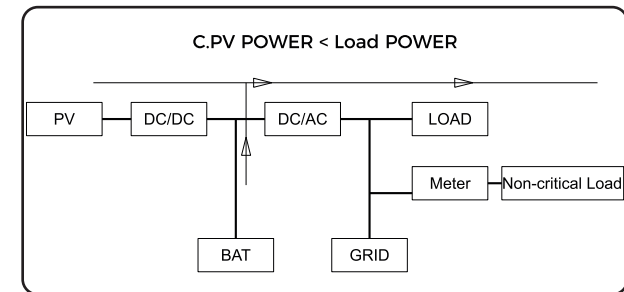 C.PV POWER < Load POWER
PV
DC/DC
DC/AC
LOAD
Meter
Non-critical Load
BAT
GRID